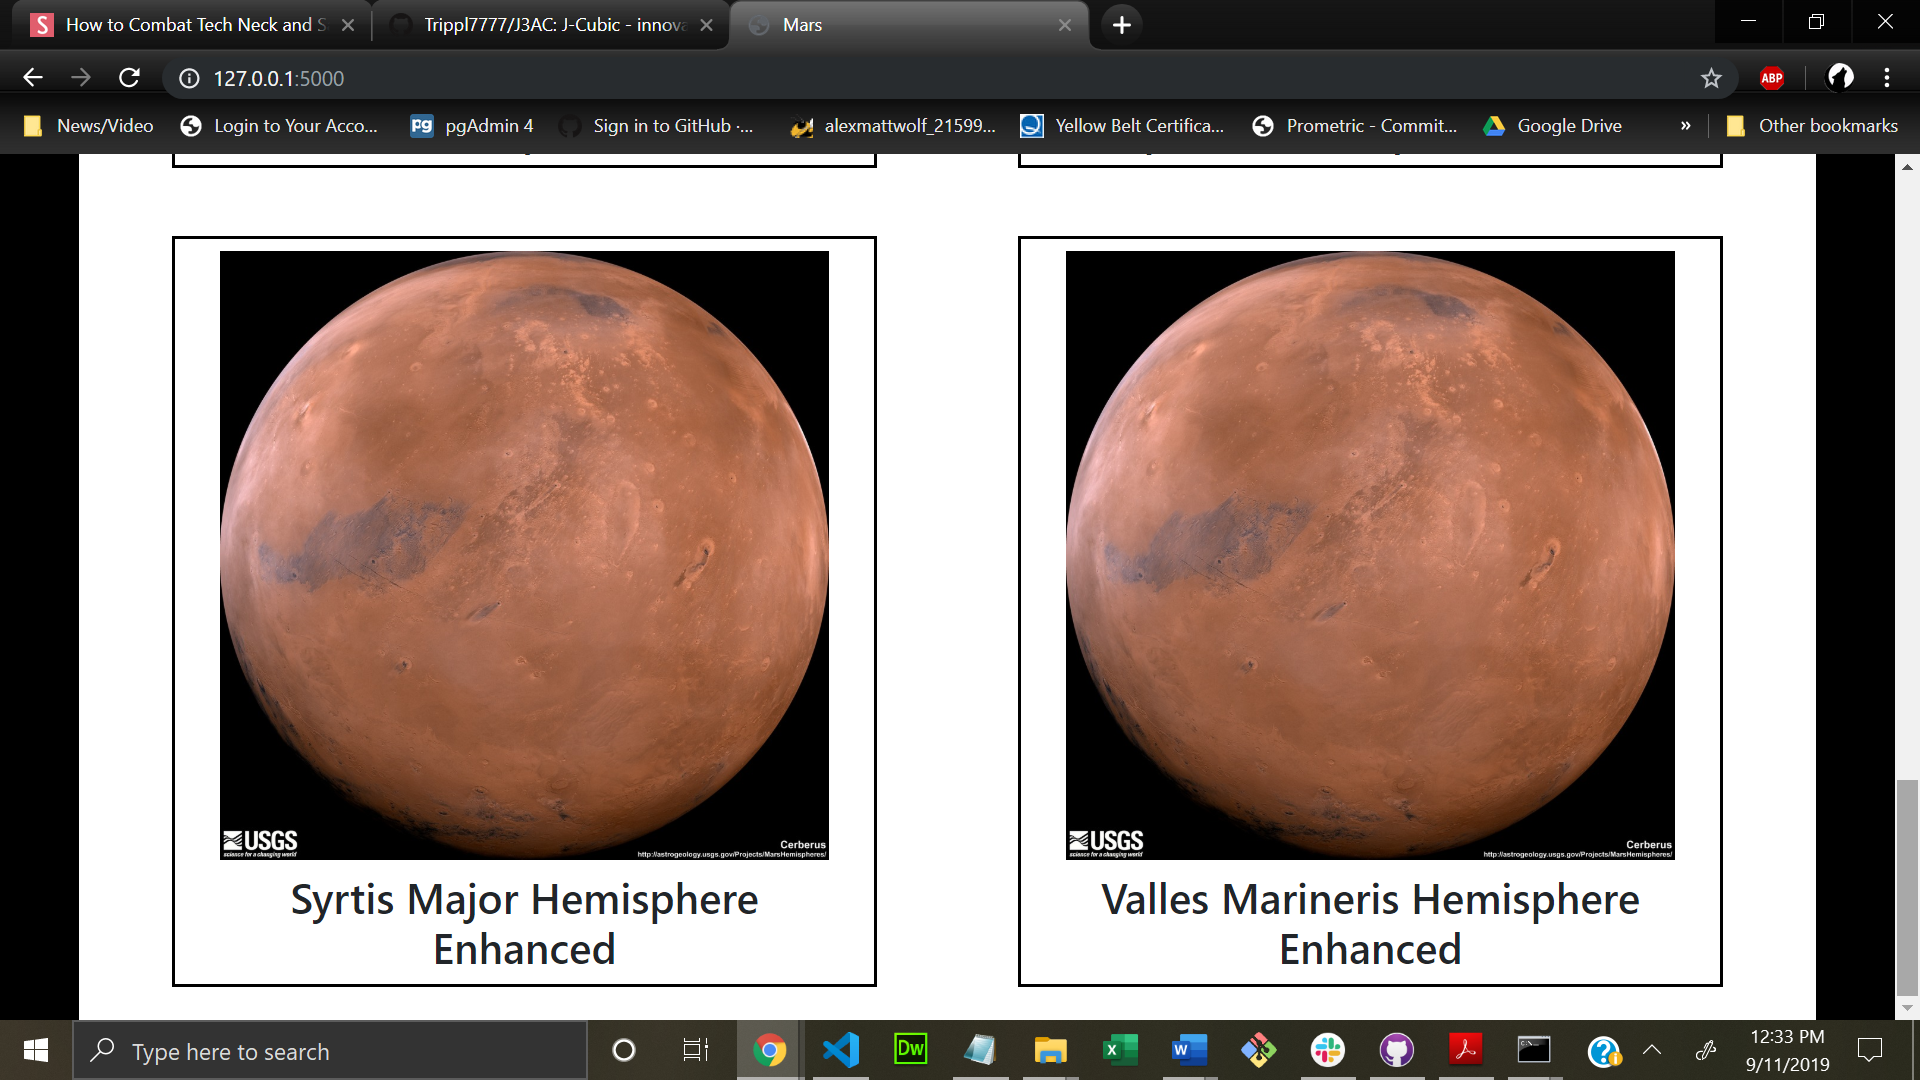 How to Combat Tech Neck and S
Trippl7777/J3AC: J-Cubic - innova
Mars
127.0.0.1:5000
ABP
News/Video
Login to Your Acco...
pgAdmin 4
Sign in to GitHub ·...
alexmattwolf_21599...
Yellow Belt Certifica...
Prometric - Commit...
Google Drive
»
Other bookmarks
USGS
science for a changing world
Cerberus
http://astrogeology.usgs.gov/Projects/MarsHemispheres/
Syrtis Major Hemisphere
Enhanced
USGS
science for a changing world
Cerberus
http://astrogeology.usgs.gov/Projects/MarsHemispheres/
Valles Marineris Hemisphere
Enhanced
Type here to search
Dw
12:33 PM
9/11/2019